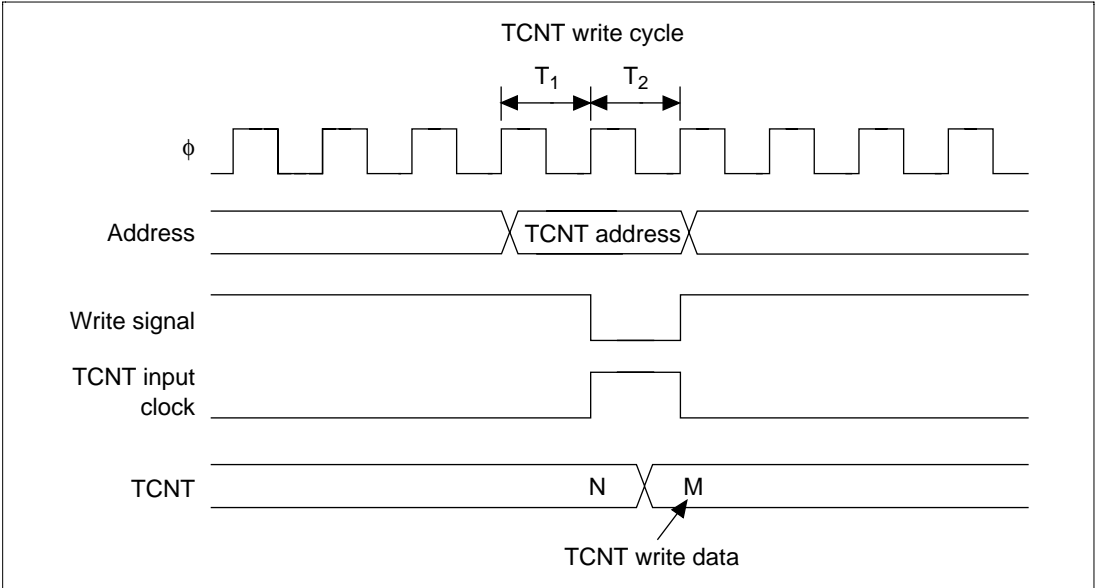 TCNT write cycle
T1 T2
ϕ
Address
TCNT address
Write signal
TCNT input
clock
TCNT
N M
TCNT write data